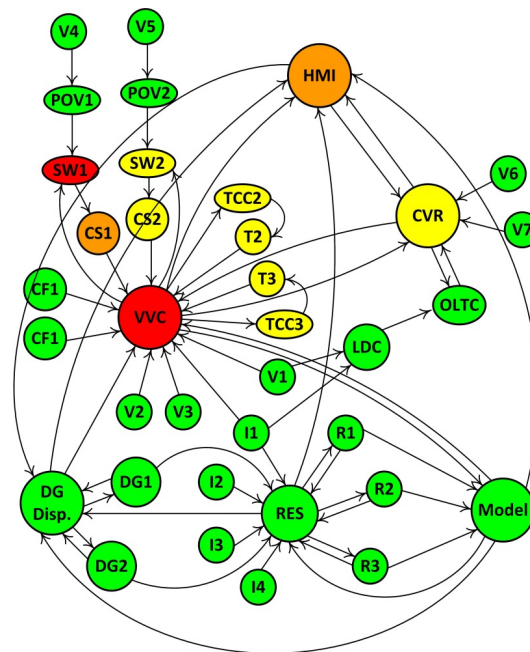 V4
V5
HMI
POV1
POV2
SW1
SW2
V6
TCC2
CS1
CS2
CVR
V7
T2
T3
CF1
VVC
OLTC
TCC3
CF1
LDC
V1
V2
V3
I1
R1
DG1
I2
R2
DG
Disp.
RES
Model
I3
R3
DG2
I4